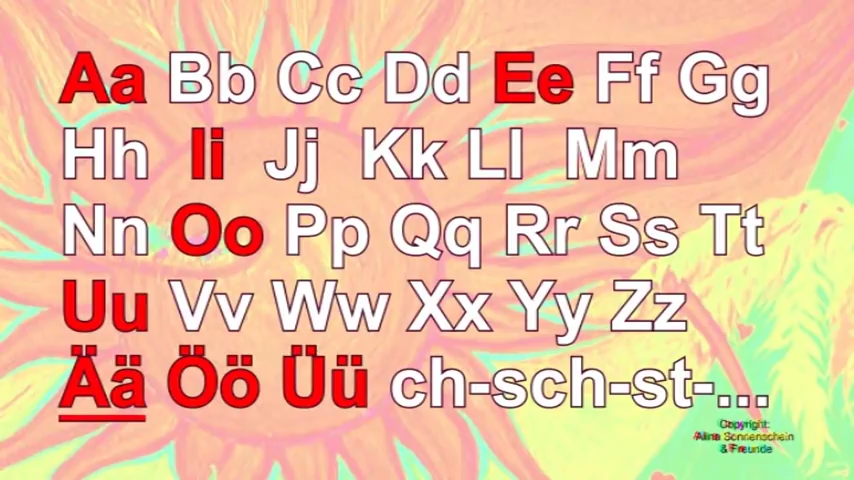 Aa Bb Cc Dd Ee Ff Gg
Hh Ii Jj Kk Ll Mm
Nn Oo Pp Qq Rr Ss Tt
Uu Vv Ww Xx Yy Zz
Ää Öö Üü ch-sch-st-...
Copyright:
Alina Sonnenschein
& Freunde